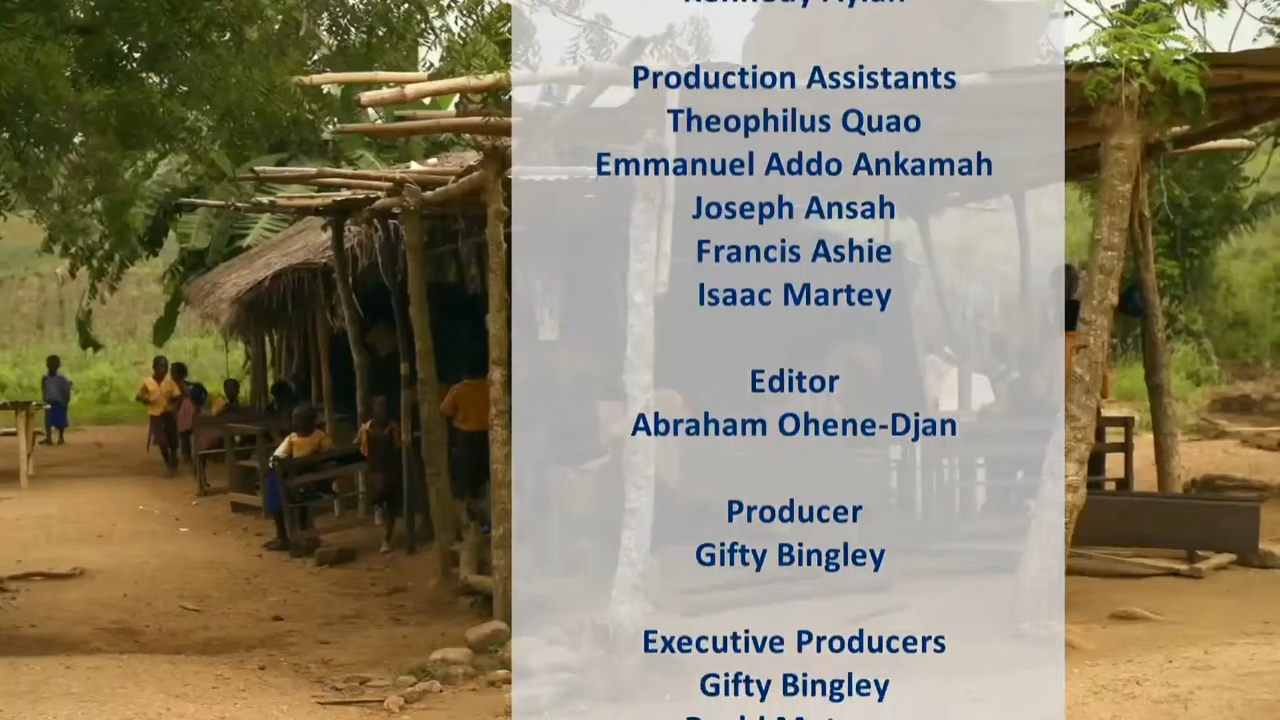 Production Assistants
Theophilus Quao
Emmanuel Addo Ankamah
Joseph Ansah
Francis Ashie
Isaac Martey
Editor
Abraham Ohene-Djan
Producer
Gifty Bingley
Executive Producers
Gifty Bingley